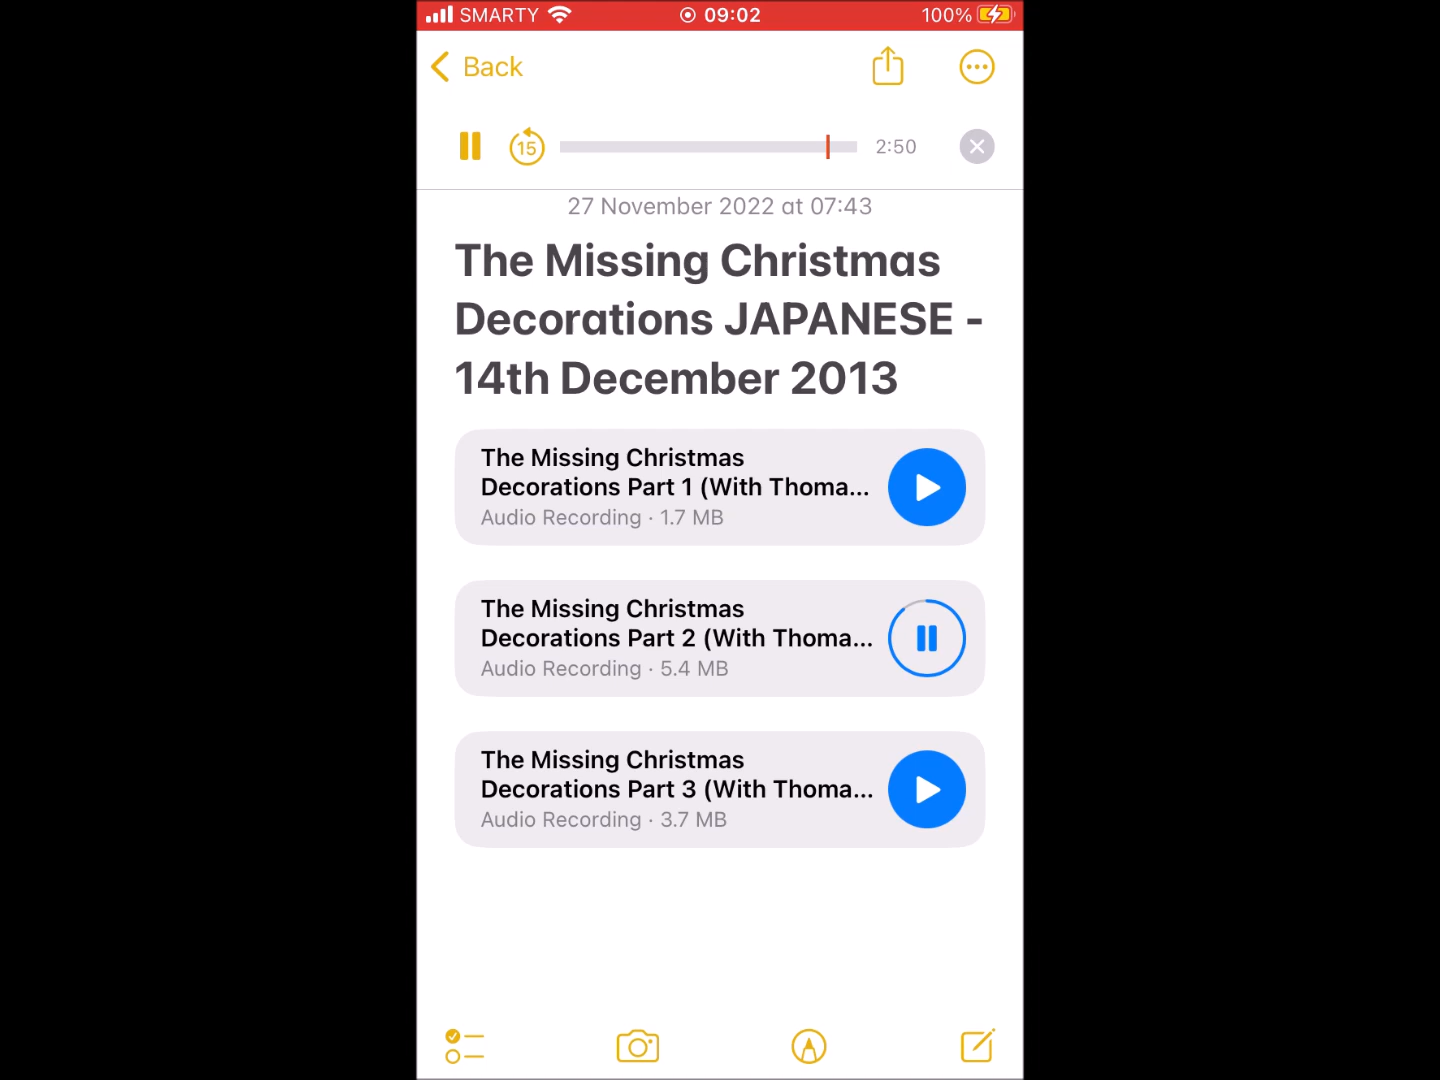 SMARTY 09:02 100%
Back
15 2:50
27 November 2022 at 07:43
The Missing Christmas
Decorations JAPANESE -
14th December 2013
The Missing Christmas
Decorations Part 1 (With Thoma...
Audio Recording · 1.7 MB
The Missing Christmas
Decorations Part 2 (With Thoma...
Audio Recording · 5.4 MB
The Missing Christmas
Decorations Part 3 (With Thoma...
Audio Recording · 3.7 MB